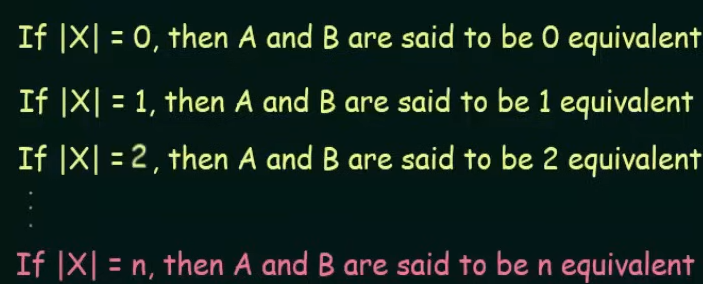 If |X| = 0, then A and B are said to be 0 equivalent
If |X| = 1, then A and B are said to be 1 equivalent
If |X| = 2, then A and B are said to be 2 equivalent
.
.
.
If |X| = n, then A and B are said to be n equivalent